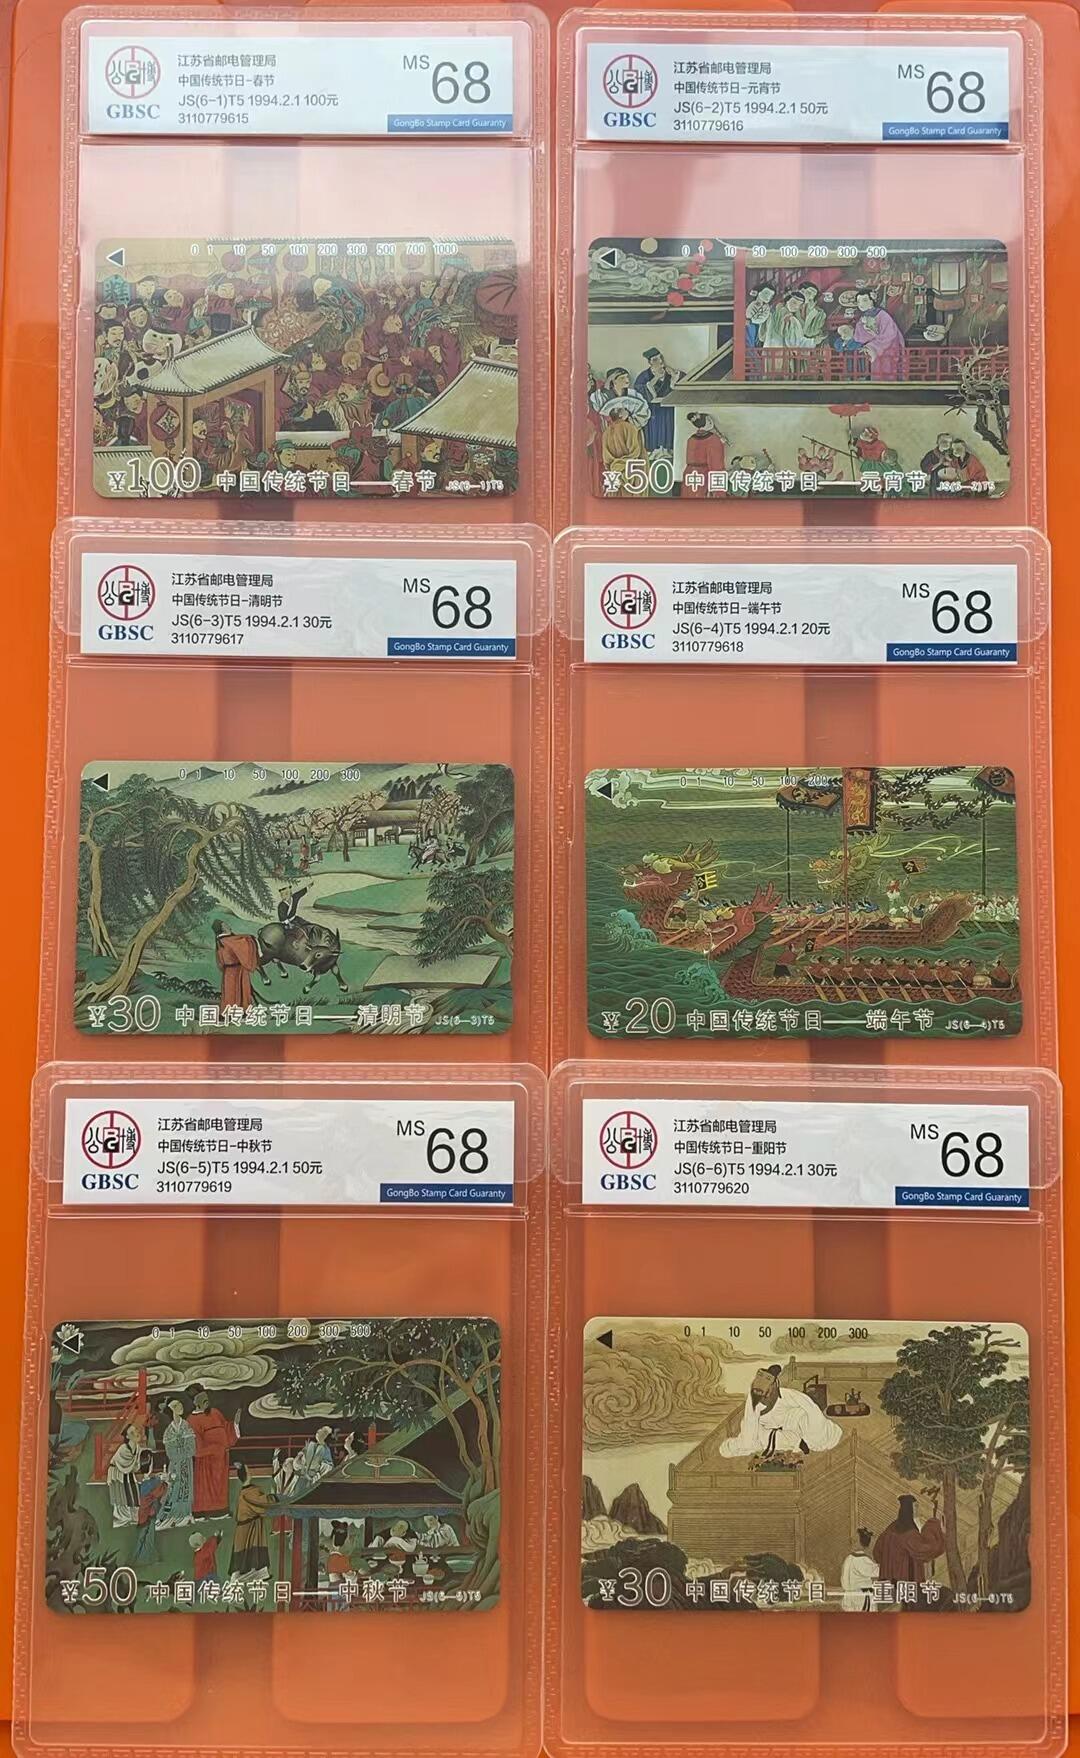 江苏省邮电管理局
中国传统节日-春节
JS(6-1)T5 1994.2.1 100元
3110779615
GBSC
MS 68
GongBo Stamp Card Guaranty
0 1 10 50 100 200 300 500 700 1000
¥100 中国传统节日——春节 JS(6—1)T5
江苏省邮电管理局
中国传统节日-元宵节
JS(6-2)T5 1994.2.1 50元
3110779616
GBSC
MS 68
GongBo Stamp Card Guaranty
0 1 10 50 100 200 300 500
¥50 中国传统节日——元宵节 JS(6—2)T5
江苏省邮电管理局
中国传统节日-清明节
JS(6-3)T5 1994.2.1 30元
3110779617
GBSC
MS 68
GongBo Stamp Card Guaranty
0 1 10 50 100 200 300
¥30 中国传统节日——清明节 JS(6—3)T5
江苏省邮电管理局
中国传统节日-端午节
JS(6-4)T5 1994.2.1 20元
3110779618
GBSC
MS 68
GongBo Stamp Card Guaranty
0 1 10 50 100 200
¥20 中国传统节日——端午节 JS(6—4)T5
江苏省邮电管理局
中国传统节日-中秋节
JS(6-5)T5 1994.2.1 50元
3110779619
GBSC
MS 68
GongBo Stamp Card Guaranty
0 1 10 50 100 200 300 500
¥50 中国传统节日——中秋节 JS(6—5)T5
江苏省邮电管理局
中国传统节日-重阳节
JS(6-6)T5 1994.2.1 30元
3110779620
GBSC
MS 68
GongBo Stamp Card Guaranty
0 1 10 50 100 200 300
¥30 中国传统节日——重阳节 JS(6—6)T5